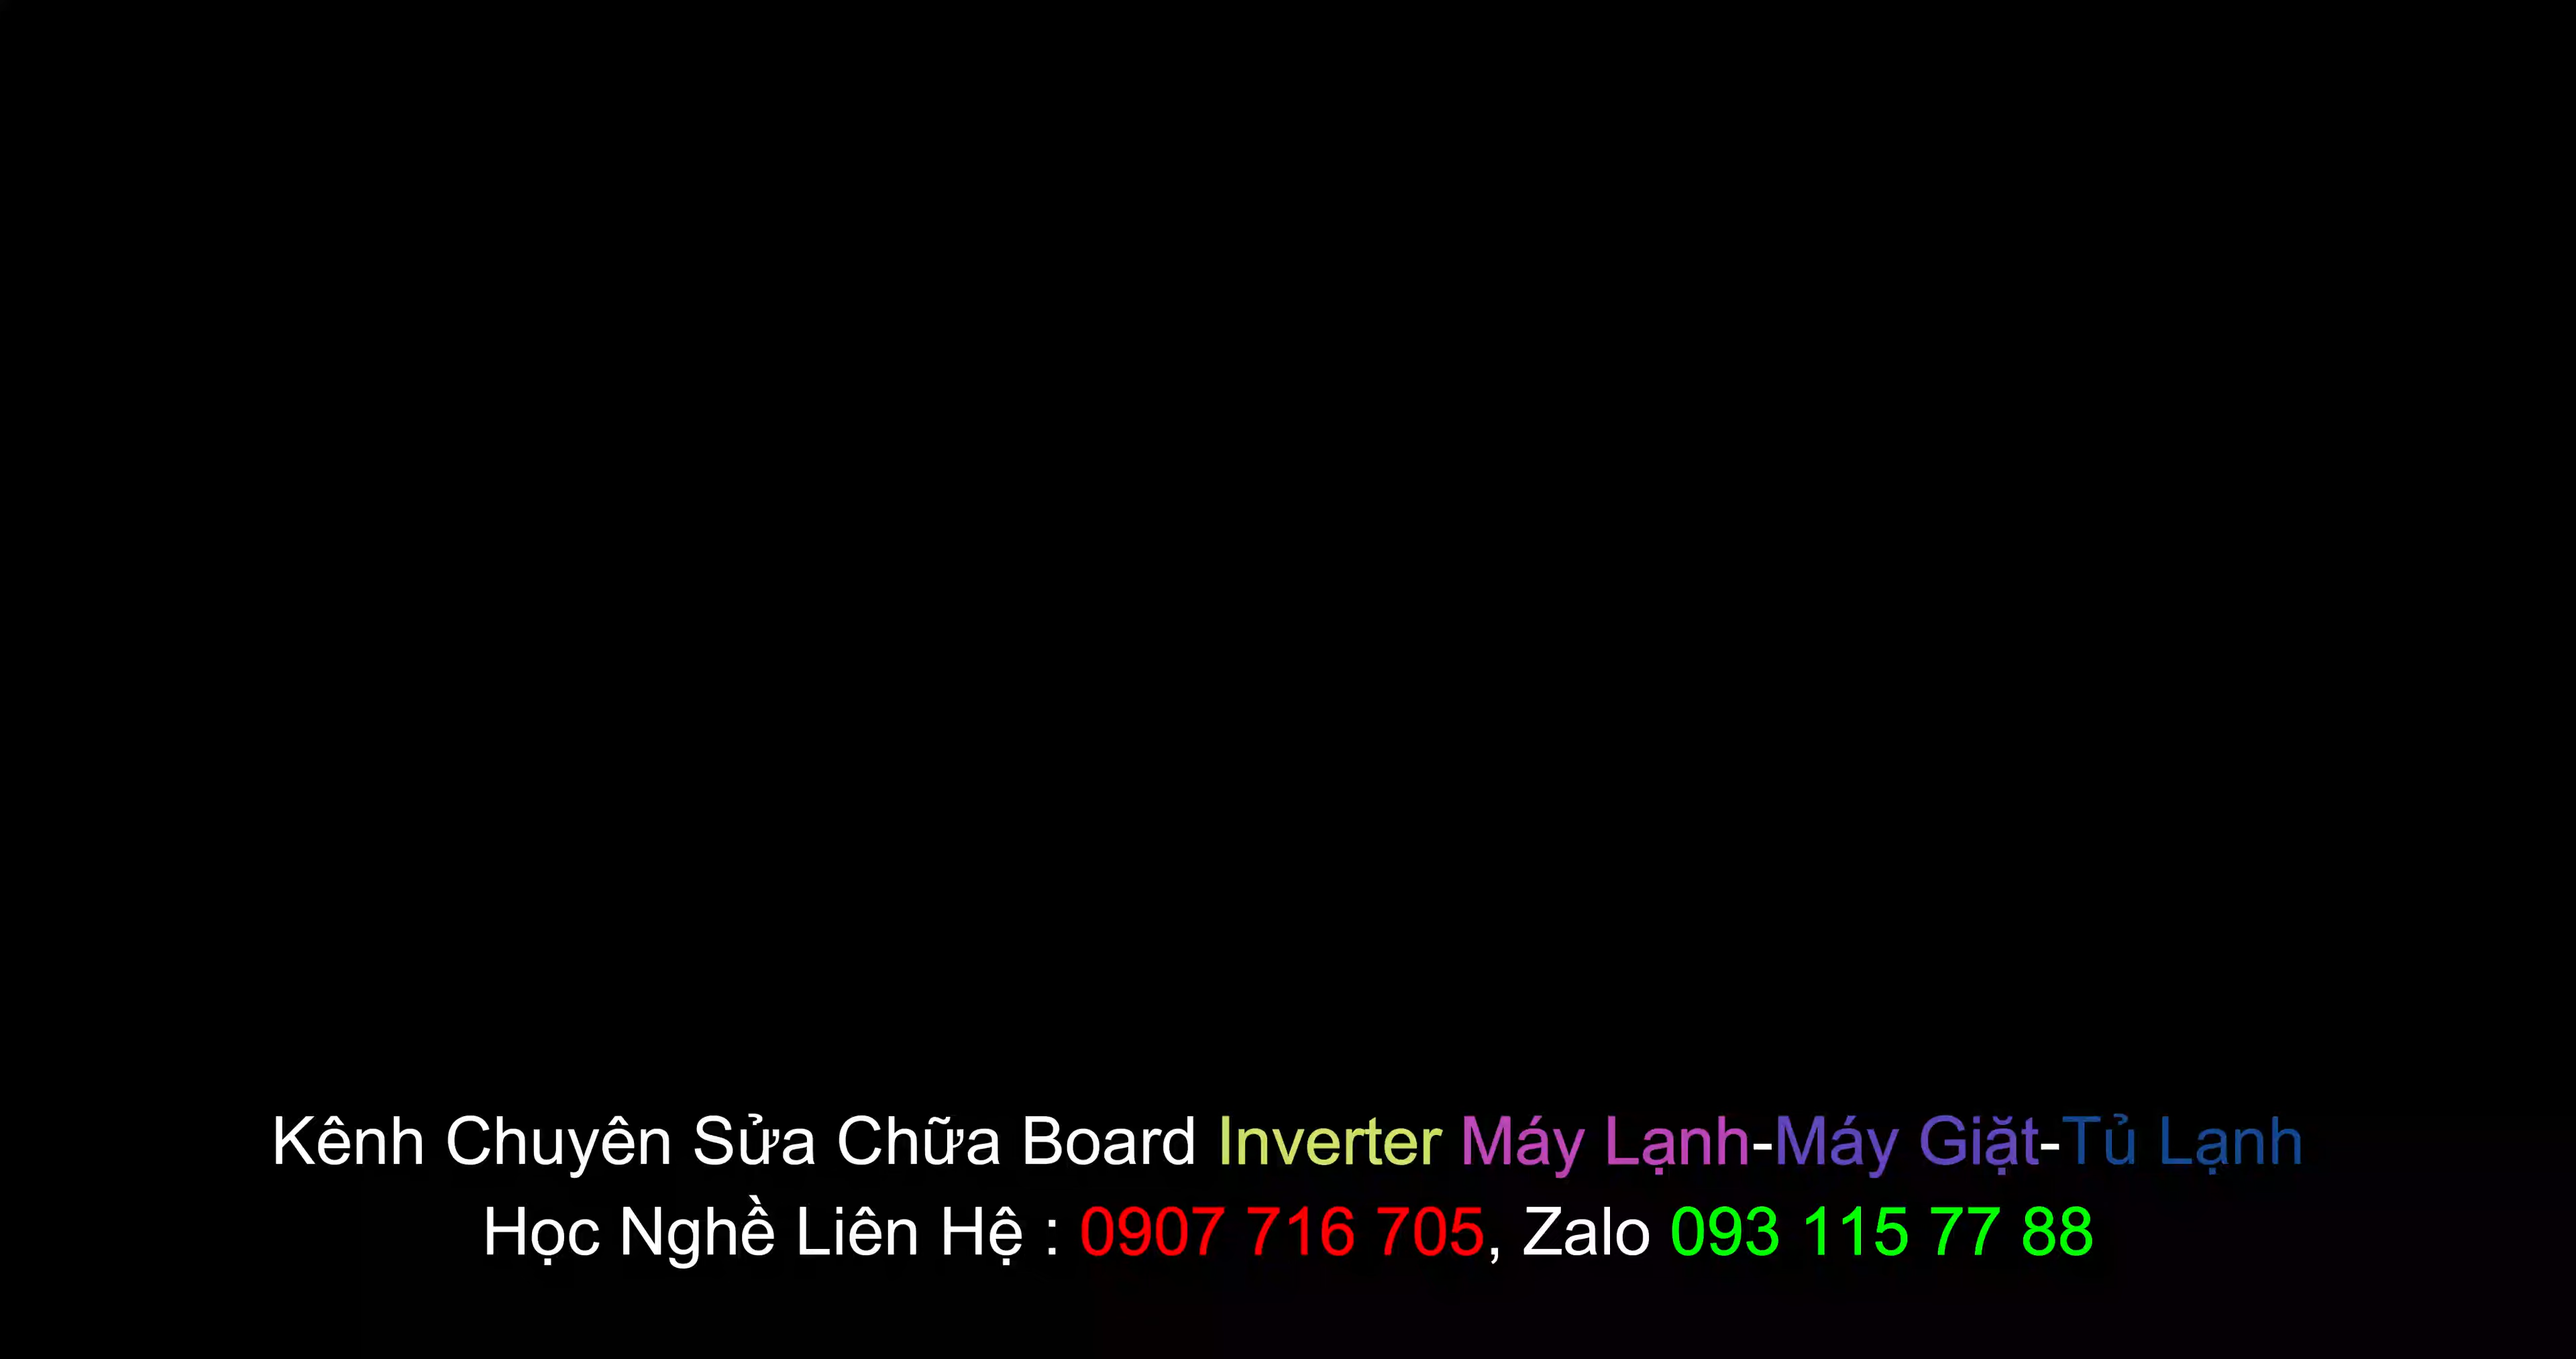 Kênh Chuyên Sửa Chữa Board Inverter Máy Lạnh-Máy Giặt-Tủ Lạnh
Học Nghề Liên Hệ : 0907 716 705, Zalo 093 115 77 88